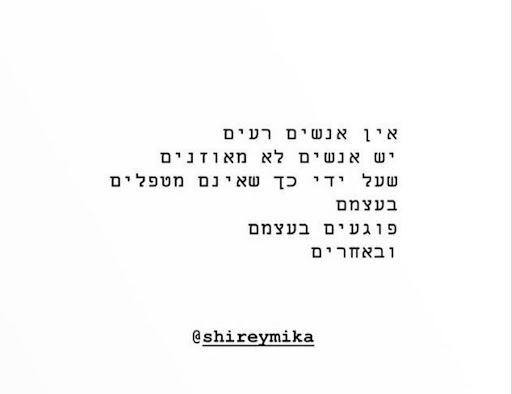 אין אנשים רעים
יש אנשים לא מאוזנים
שעל ידי כך שאינם מטפלים
בעצמם
פוגעים בעצמם
ובאחרים
@shireymika